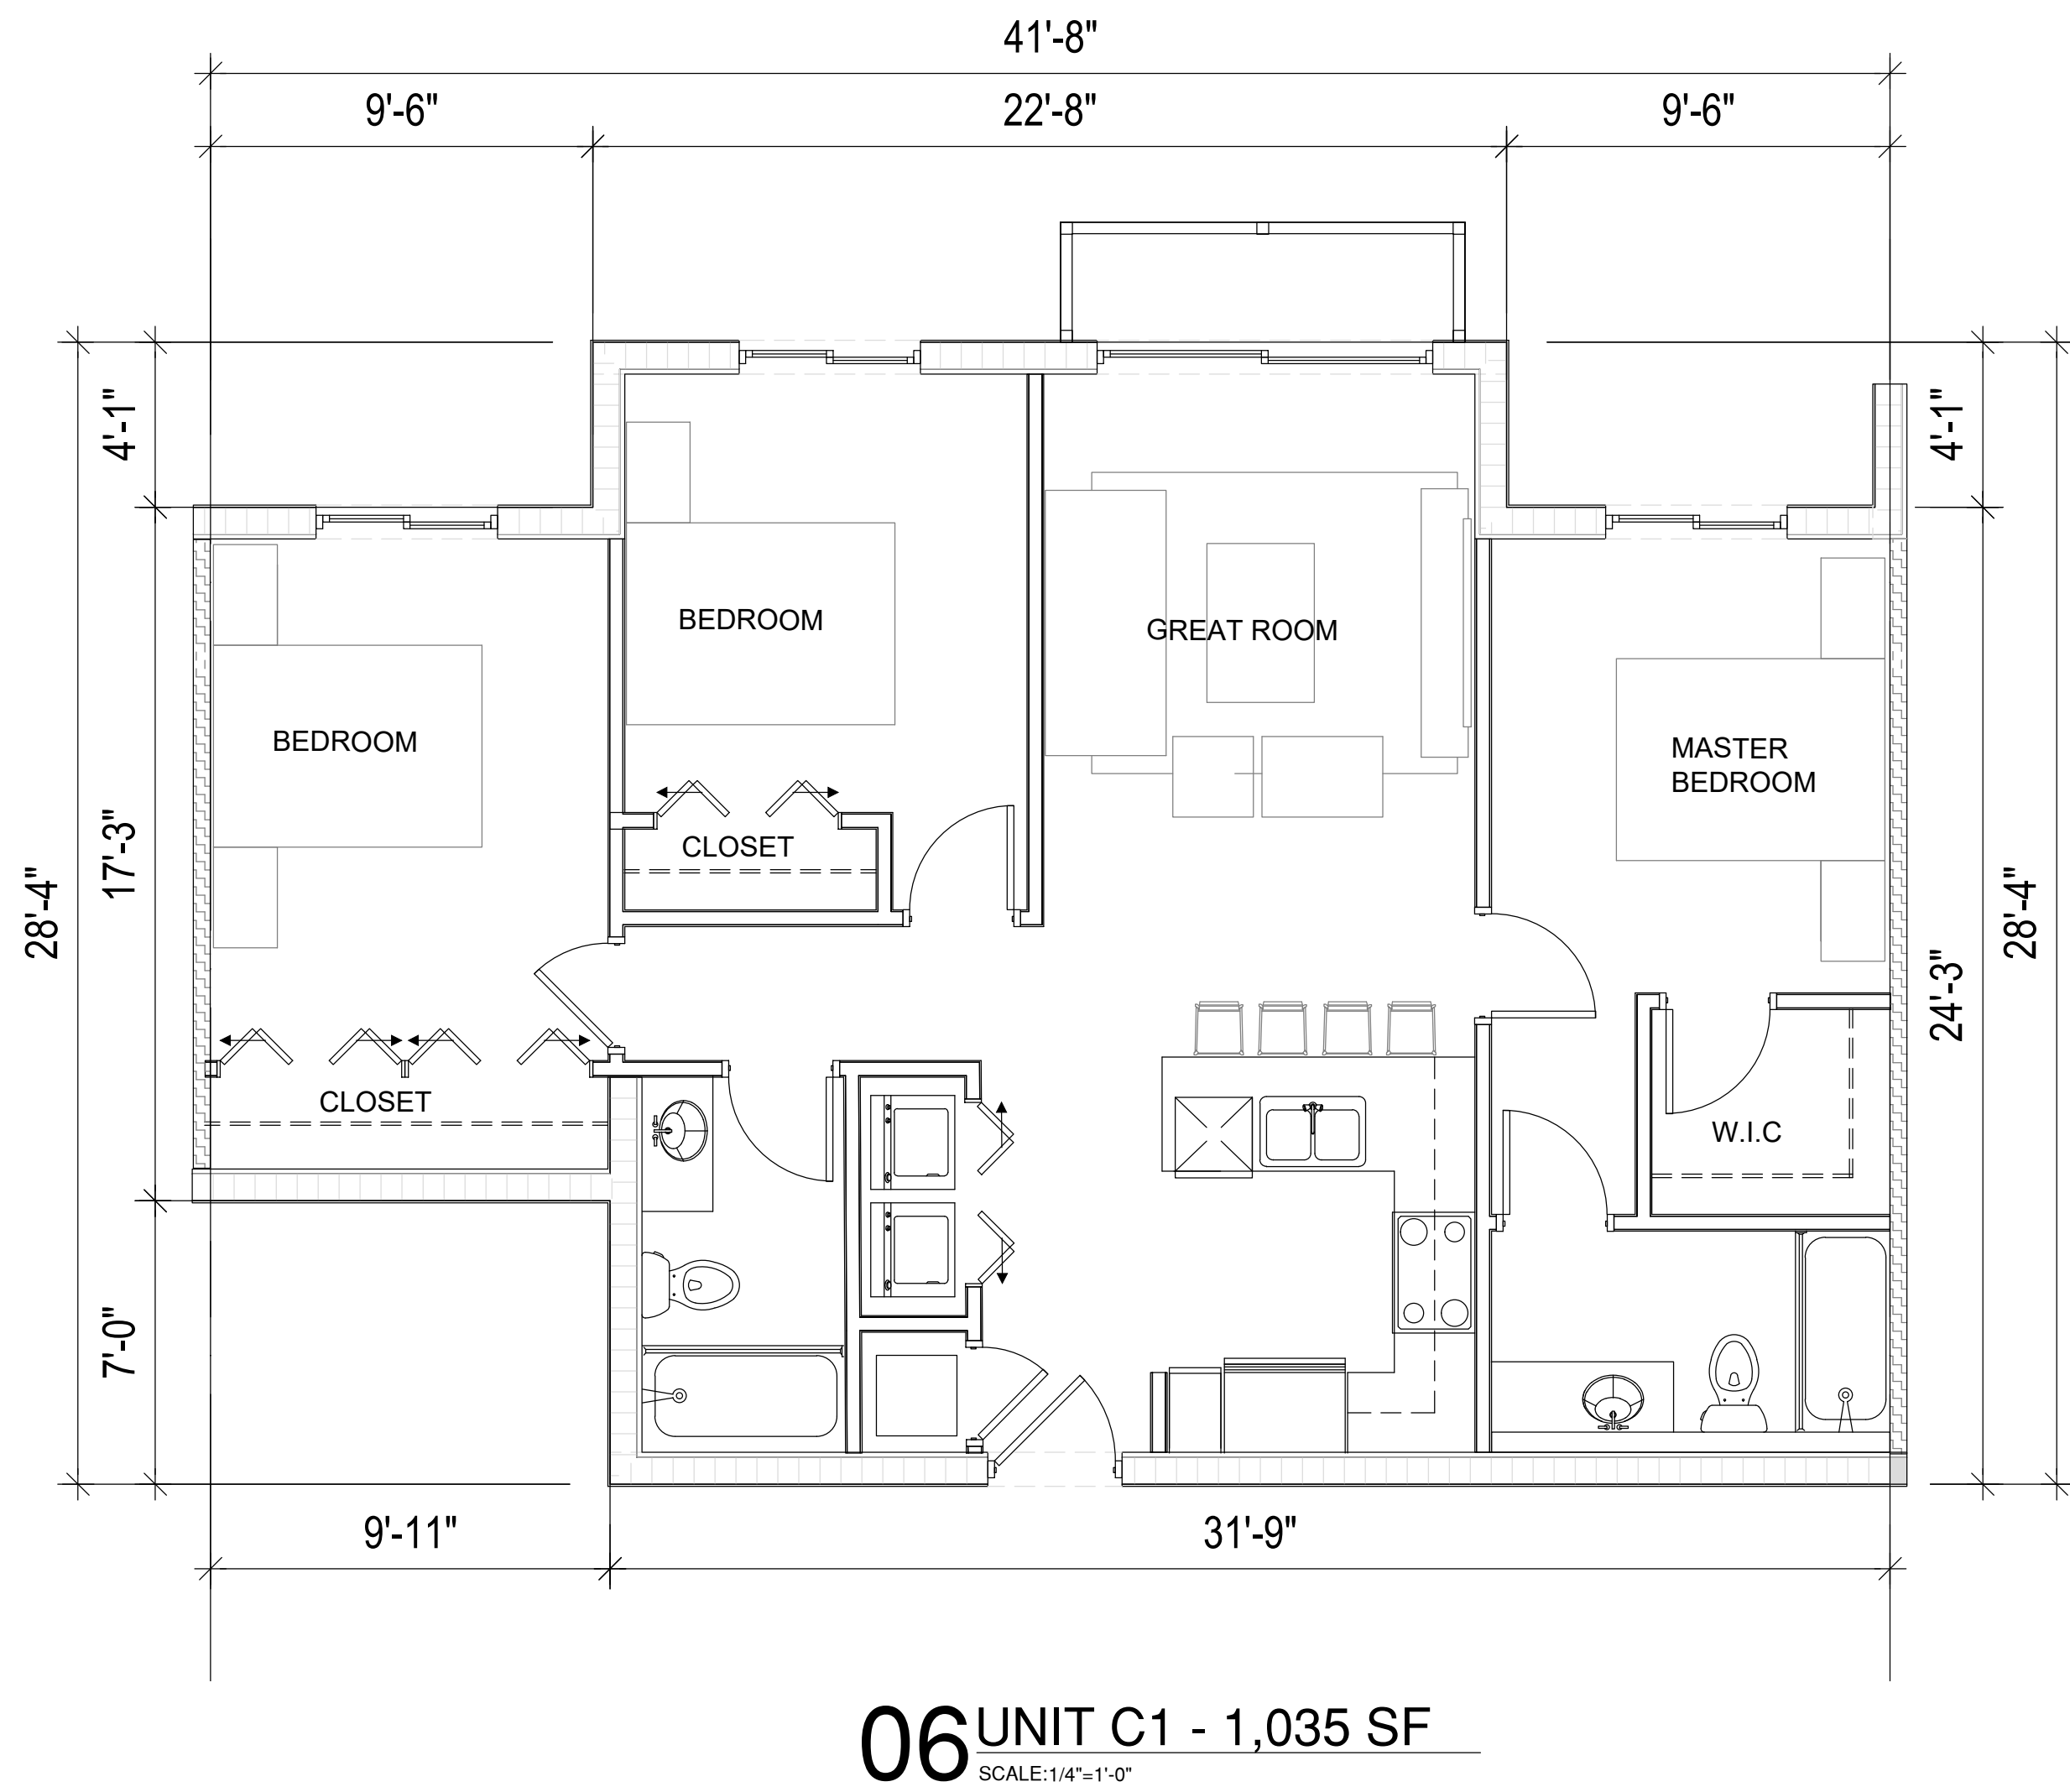 41'-8"
9'-6"
22'-8"
9'-6"
4'-1"
4'-1"
BEDROOM
GREAT ROOM
BEDROOM
MASTER
BEDROOM
17'-3"
CLOSET
28'-4"
28'-4"
24'-3"
CLOSET
W.I.C
7'-0"
9'-11"
31'-9"
06 UNIT C1 - 1,035 SF
SCALE:1/4"=1'-0"